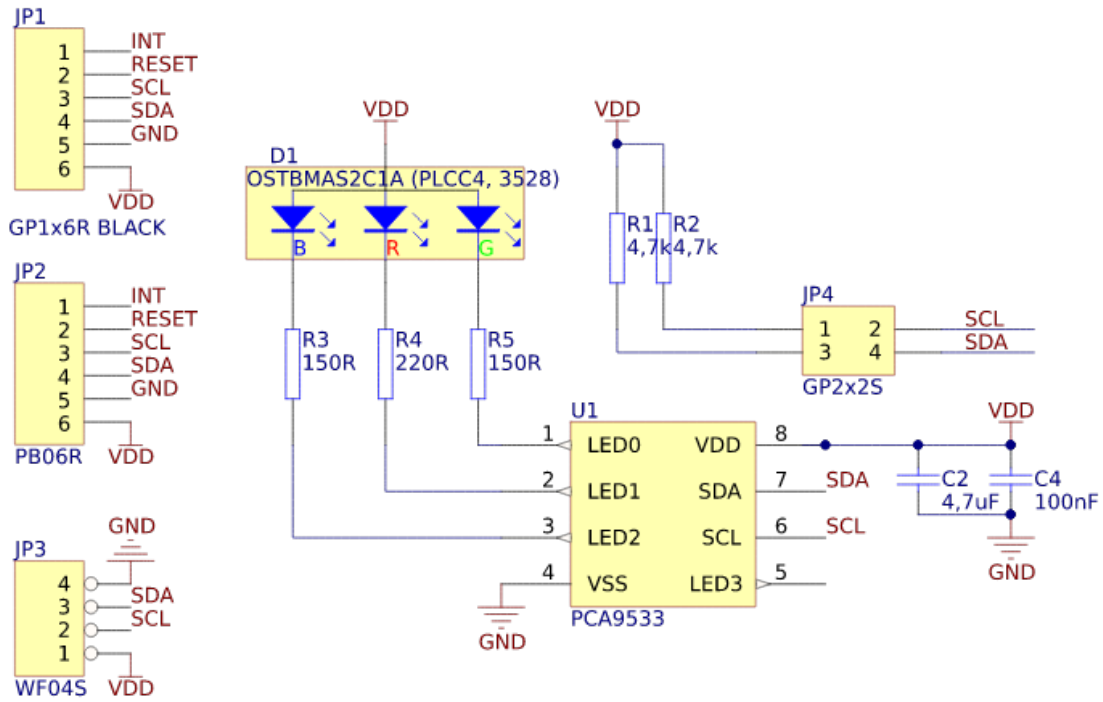 JP1
1 INT
2 RESET
3 SCL
4 SDA
5 GND
6
VDD
GP1x6R BLACK
JP2
1 INT
2 RESET
3 SCL
4 SDA
5 GND
6
PB06R VDD
GND
JP3
4
3 SDA
2 SCL
1
WF04S VDD
VDD
D1
OSTBMAS2C1A (PLCC4, 3528)
B R G
R3
150R
R4
220R
R5
150R
VDD
R1 R2
4,7k 4,7k
JP4
1 2 SCL
3 4 SDA
GP2x2S
U1
1 LED0 VDD 8
2 LED1 SDA 7 SDA
3 LED2 SCL 6 SCL
4 VSS LED3 5
PCA9533
GND
VDD
C2
4,7uF
C4
100nF
GND